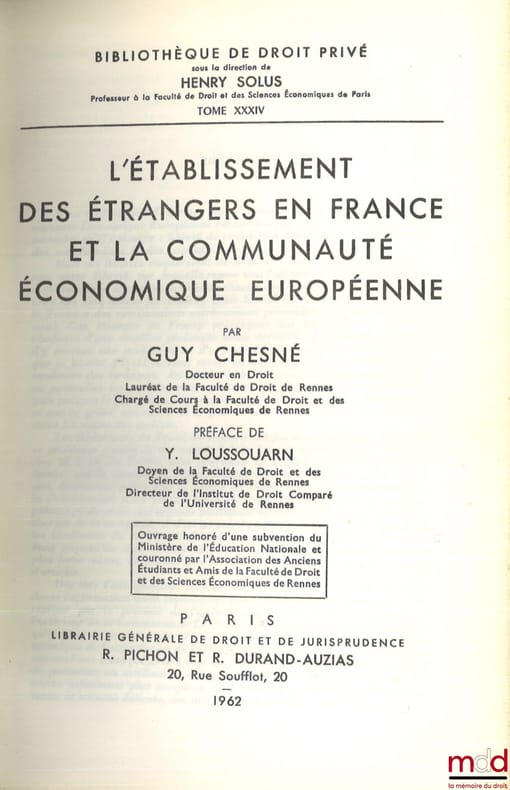 BIBLIOTHÈQUE DE DROIT PRIVÉ
sous la direction de
HENRY SOLUS
Professeur à la Faculté de Droit et des Sciences Économiques de Paris
TOME XXXIV
L'ÉTABLISSEMENT
DES ÉTRANGERS EN FRANCE
ET LA COMMUNAUTÉ
ÉCONOMIQUE EUROPÉENNE
PAR
GUY CHESNÉ
Docteur en Droit
Lauréat de la Faculté de Droit de Rennes
Chargé de Cours à la Faculté de Droit et des
Sciences Économiques de Rennes
PRÉFACE DE
Y. LOUSSOUARN
Doyen de la Faculté de Droit et des
Sciences Économiques de Rennes
Directeur de l'Institut de Droit Comparé
de l'Université de Rennes
Ouvrage honoré d'une subvention du
Ministère de l'Éducation Nationale et
couronné par l'Association des Anciens
Étudiants et Amis de la Faculté de Droit
et des Sciences Économiques de Rennes
PARIS
LIBRAIRIE GÉNÉRALE DE DROIT ET DE JURISPRUDENCE
R. PICHON ET R. DURAND-AUZIAS
20, Rue Soufflot, 20
—
1962
mdd
la mémoire du droit